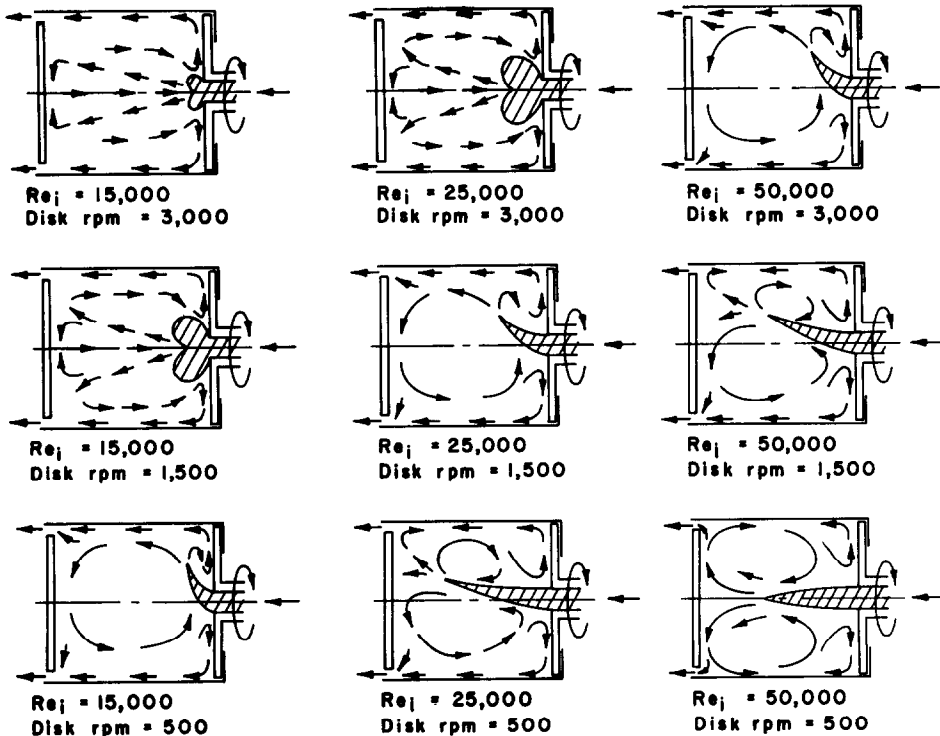 Reᵢ = 15,000
Disk rpm = 3,000
Reᵢ = 25,000
Disk rpm = 3,000
Reᵢ = 50,000
Disk rpm = 3,000
Reᵢ = 15,000
Disk rpm = 1,500
Reᵢ = 25,000
Disk rpm = 1,500
Reᵢ = 50,000
Disk rpm = 1,500
Reᵢ = 15,000
Disk rpm = 500
Reᵢ = 25,000
Disk rpm = 500
Reᵢ = 50,000
Disk rpm = 500